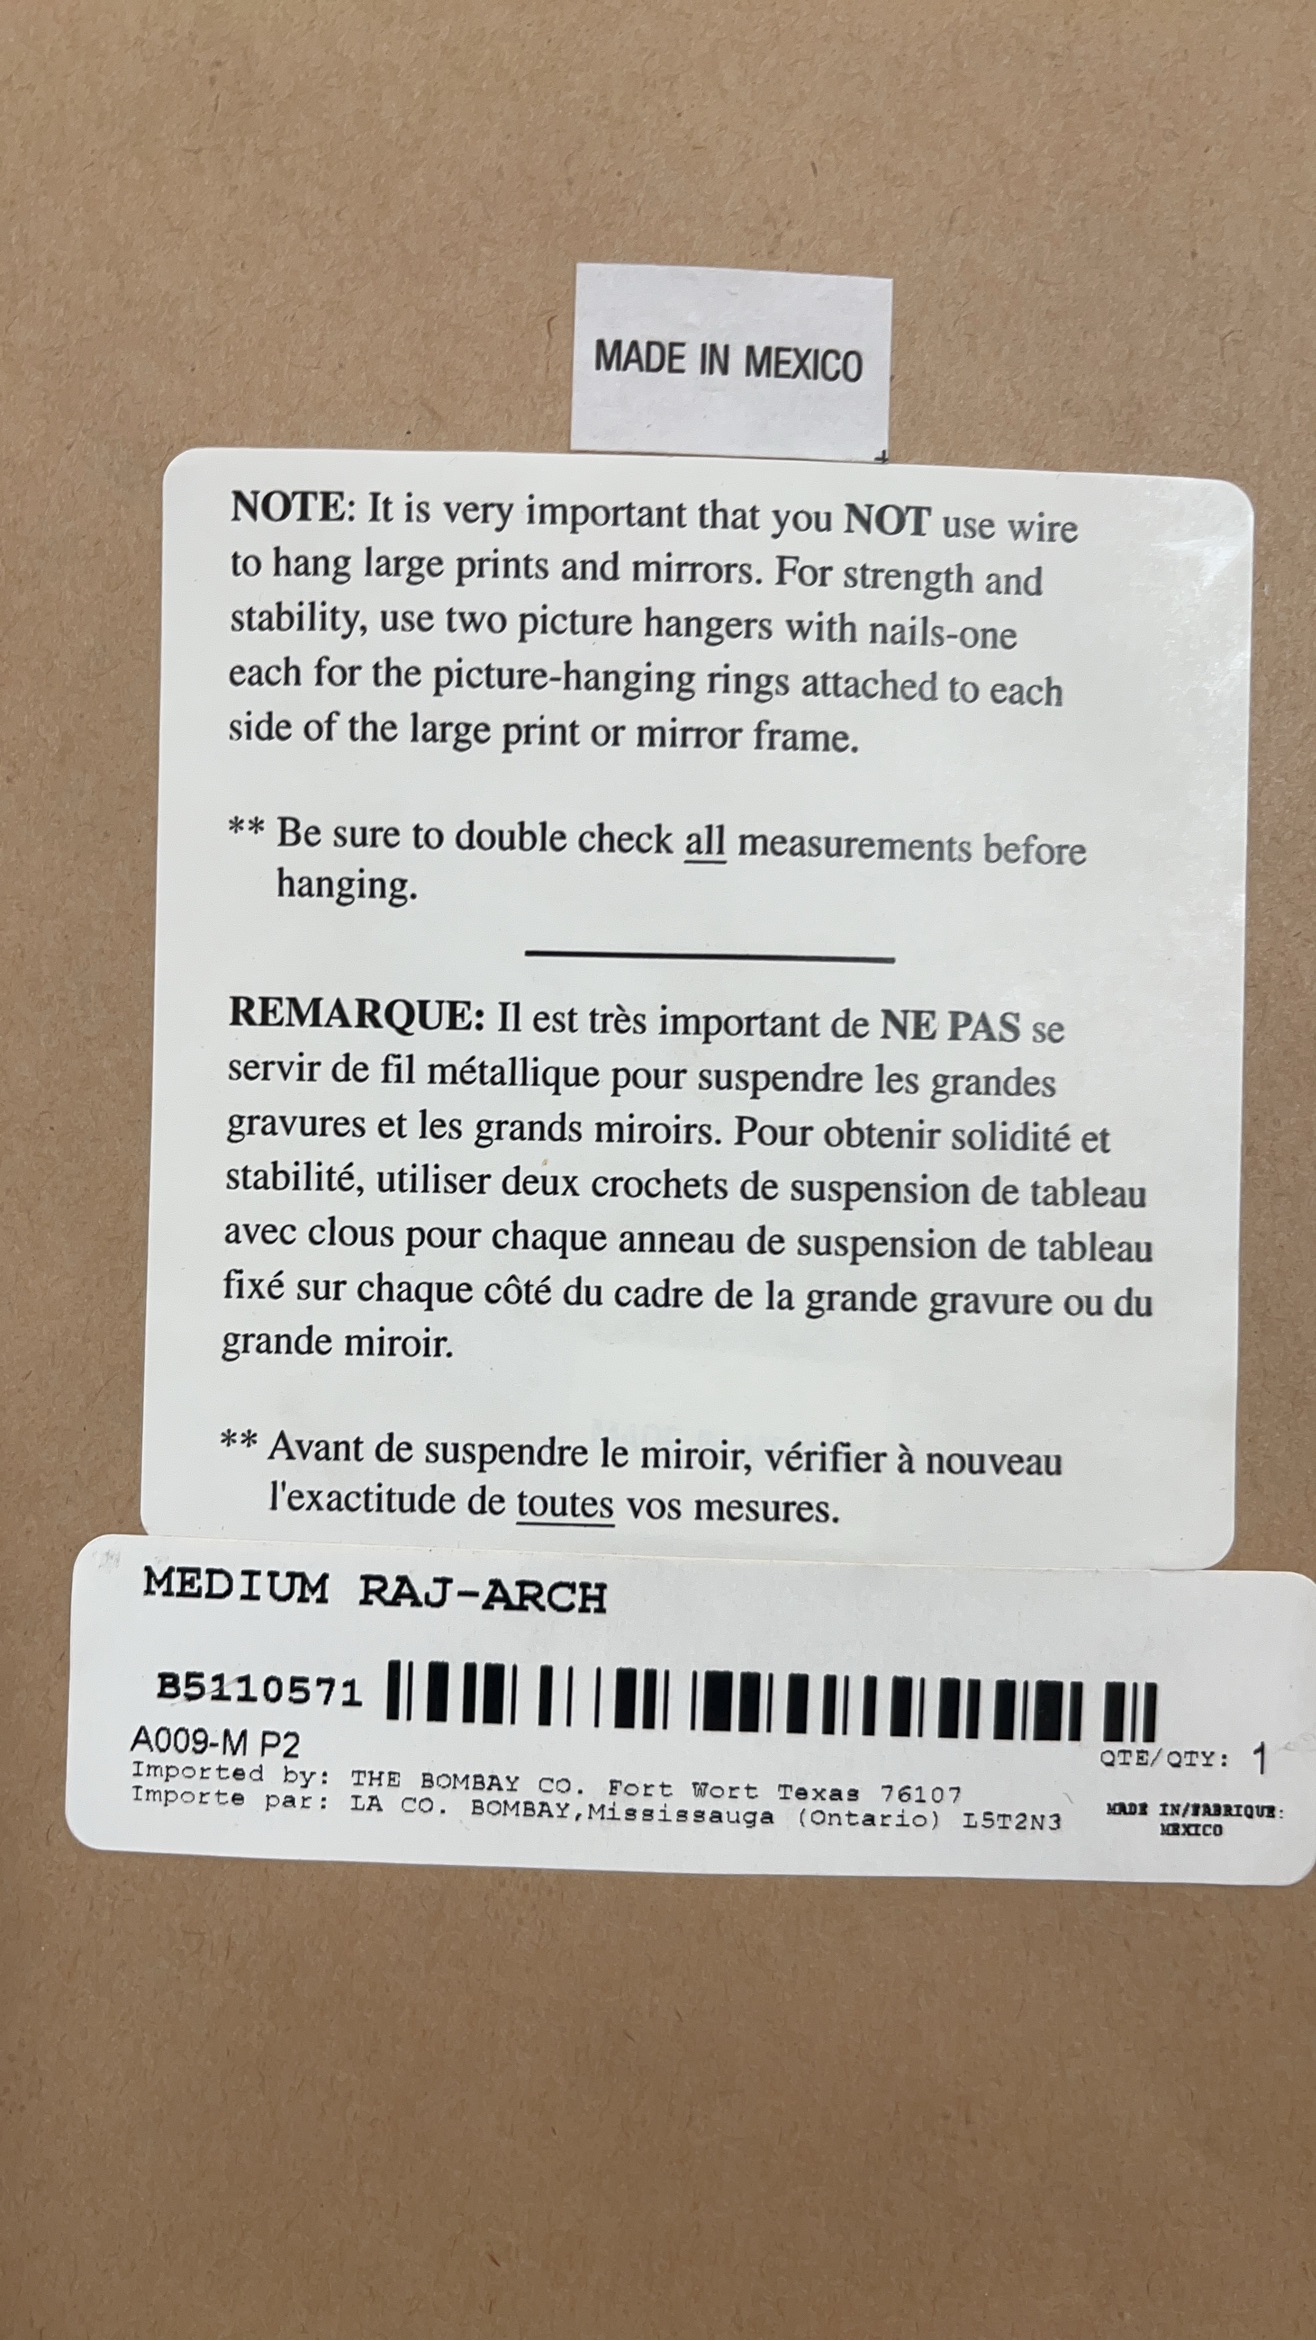 MADE IN MEXICO
NOTE: It is very important that you NOT use wire
to hang large prints and mirrors. For strength and
stability, use two picture hangers with nails-one
each for the picture-hanging rings attached to each
side of the large print or mirror frame.
** Be sure to double check all measurements before
hanging.
REMARQUE: Il est très important de NE PAS se
servir de fil métallique pour suspendre les grandes
gravures et les grands miroirs. Pour obtenir solidité et
stabilité, utiliser deux crochets de suspension de tableau
avec clous pour chaque anneau de suspension de tableau
fixé sur chaque côté du cadre de la grande gravure ou du
grande miroir.
** Avant de suspendre le miroir, vérifier à nouveau
l'exactitude de toutes vos mesures.
MEDIUM RAJ-ARCH
B5110571
A009-M P2
QTE/QTY: 1
Imported by: THE BOMBAY CO. Fort Wort Texas 76107
Importe par: LA CO. BOMBAY,Mississauga (Ontario) L5T2N3
MADE IN/FABRIQUE:
MEXICO